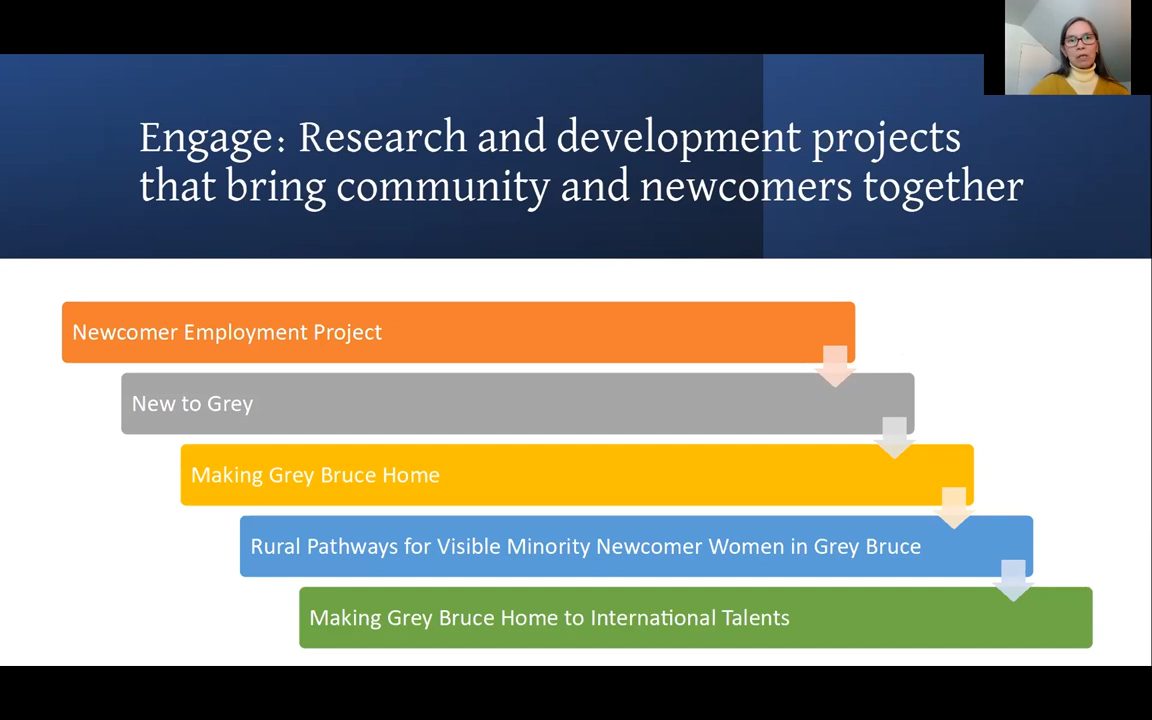 Engage: Research and development projects
that bring community and newcomers together
Newcomer Employment Project
New to Grey
Making Grey Bruce Home
Rural Pathways for Visible Minority Newcomer Women in Grey Bruce
Making Grey Bruce Home to International Talents